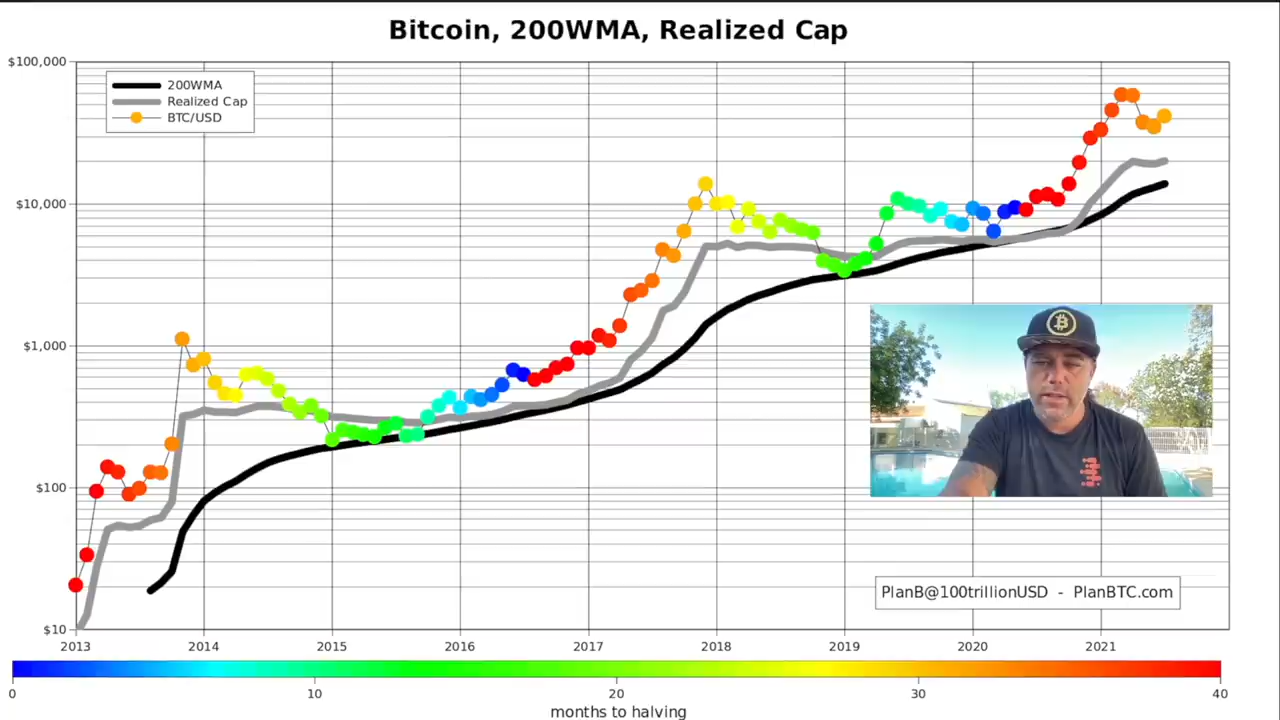 Bitcoin, 200WMA, Realized Cap
$100,000
200WMA
Realized Cap
BTC/USD
$10,000
$1,000
$100
PlanB@100trillionUSD - PlanBTC.com
$10
2013 2014 2015 2016 2017 2018 2019 2020 2021
0 10 20 30 40
months to halving